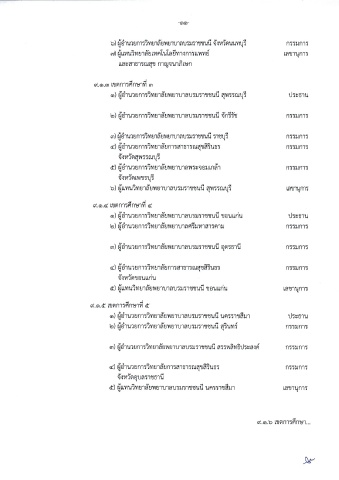 -๑๑-
๖) ผู้อำนวยการวิทยาลัยพยาบาลบรมราชชนนี จังหวัดนนทบุรี กรรมการ
๗) ผู้แทนวิทยาลัยเทคโนโลยีทางการแพทย์ เลขานุการ
และสาธารณสุข กาญจนาภิเษก
๙.๑.๓ เขตการศึกษาที่ ๓
๑) ผู้อำนวยการวิทยาลัยพยาบาลบรมราชชนนี สุพรรณบุรี ประธาน
๒) ผู้อำนวยการวิทยาลัยพยาบาลบรมราชชนนี จักรีรัช กรรมการ
๓) ผู้อำนวยการวิทยาลัยพยาบาลบรมราชชนนี ราชบุรี กรรมการ
๔) ผู้อำนวยการวิทยาลัยการสาธารณสุขสิรินธร กรรมการ
จังหวัดสุพรรณบุรี
๕) ผู้อำนวยการวิทยาลัยพยาบาลพระจอมเกล้า กรรมการ
จังหวัดเพชรบุรี
๖) ผู้แทนวิทยาลัยพยาบาลบรมราชชนนี สุพรรณบุรี เลขานุการ
๙.๑.๔ เขตการศึกษาที่ ๔
๑) ผู้อำนวยการวิทยาลัยพยาบาลบรมราชชนนี ขอนแก่น ประธาน
๒) ผู้อำนวยการวิทยาลัยพยาบาลศรีมหาสารคาม กรรมการ
๓) ผู้อำนวยการวิทยาลัยพยาบาลบรมราชชนนี อุดรธานี กรรมการ
๔) ผู้อำนวยการวิทยาลัยการสาธารณสุขสิรินธร กรรมการ
จังหวัดขอนแก่น
๕) ผู้แทนวิทยาลัยพยาบาลบรมราชชนนี ขอนแก่น เลขานุการ
๙.๑.๕ เขตการศึกษาที่ ๕
๑) ผู้อำนวยการวิทยาลัยพยาบาลบรมราชชนนี นครราชสีมา ประธาน
๒) ผู้อำนวยการวิทยาลัยพยาบาลบรมราชชนนี สุรินทร์ กรรมการ
๓) ผู้อำนวยการวิทยาลัยพยาบาลบรมราชชนนี สรรพสิทธิประสงค์ กรรมการ
๔) ผู้อำนวยการวิทยาลัยการสาธารณสุขสิรินธร กรรมการ
จังหวัดอุบลราชธานี
๕) ผู้แทนวิทยาลัยพยาบาลบรมราชชนนี นครราชสีมา เลขานุการ
๙.๑.๖ เขตการศึกษา...